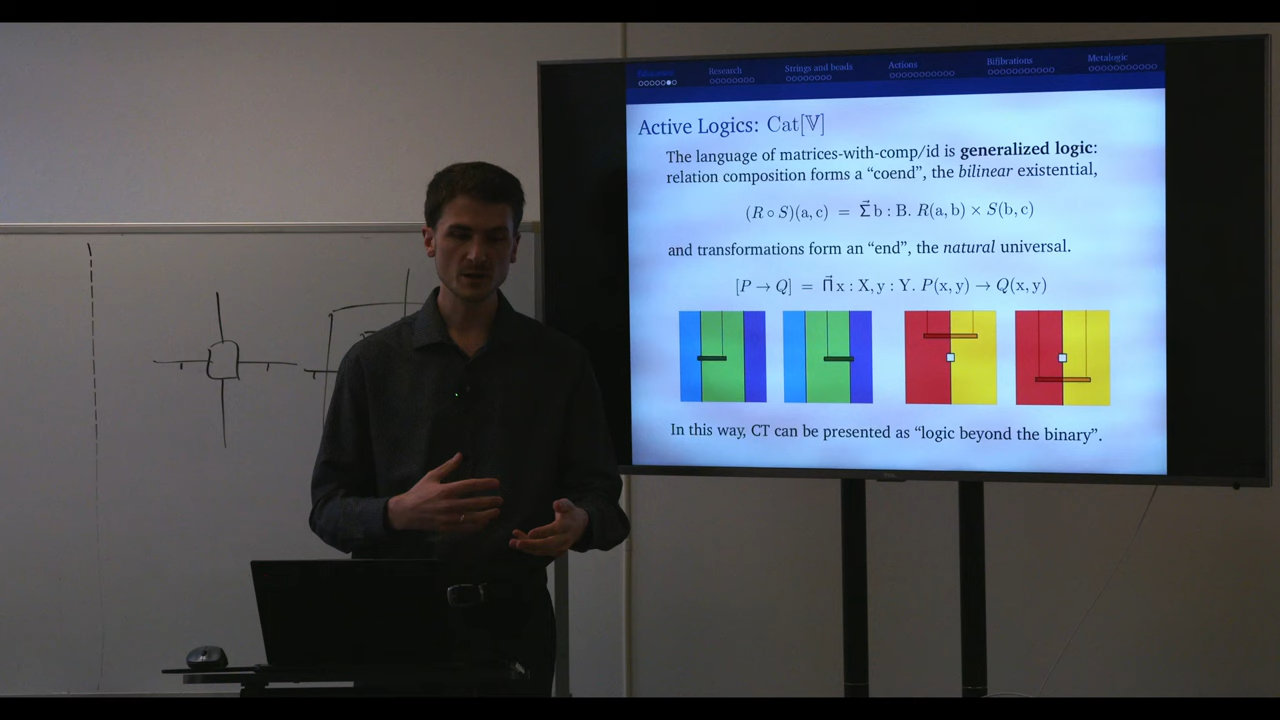 Research
Strings and beads
Actions
Bifibrations
Metalogic
Active Logics: Cat[𝕍]
The language of matrices-with-comp/id is generalized logic:
relation composition forms a “coend”, the bilinear existential,
(R ∘ S)(a, c) = Σ⃗ b : B. R(a, b) × S(b, c)
and transformations form an “end”, the natural universal.
[P → Q] = Π⃗ x : X, y : Y. P(x, y) → Q(x, y)
In this way, CT can be presented as “logic beyond the binary”.